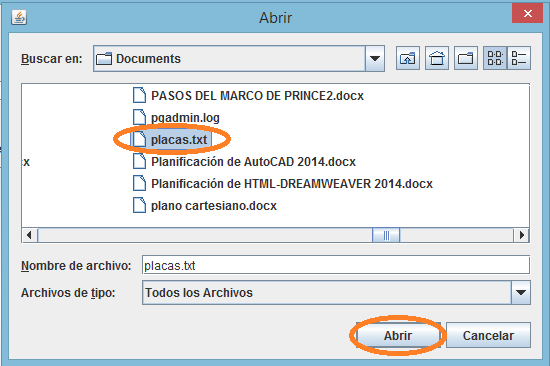 Abrir
Buscar en: Documents
PASOS DEL MARCO DE PRINCE2.docx
pgadmin.log
placas.txt
x Planificación de AutoCAD 2014.docx
Planificación de HTML-DREAMWEAVER 2014.docx
plano cartesiano.docx
Nombre de archivo: placas.txt
Archivos de tipo: Todos los Archivos
Abrir Cancelar